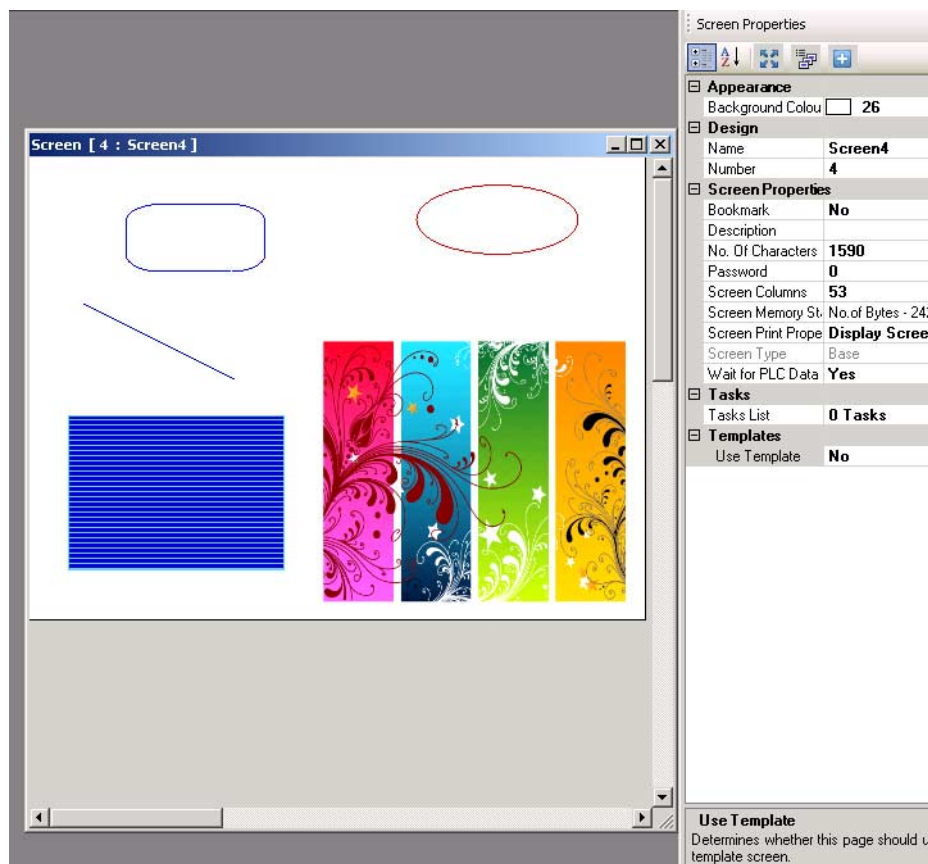 Screen Properties
Appearance
Background Colou 26
Design
Name Screen4
Number 4
Screen Properties
Bookmark No
Description
No. Of Characters 1590
Password 0
Screen Columns 53
Screen Memory St. No.of Bytes - 242
Screen Print Prope Display Scree
Screen Type Base
Wait for PLC Data Yes
Tasks
Tasks List 0 Tasks
Templates
Use Template No
Screen [ 4 : Screen4 ]
Use Template
Determines whether this page should u
template screen.